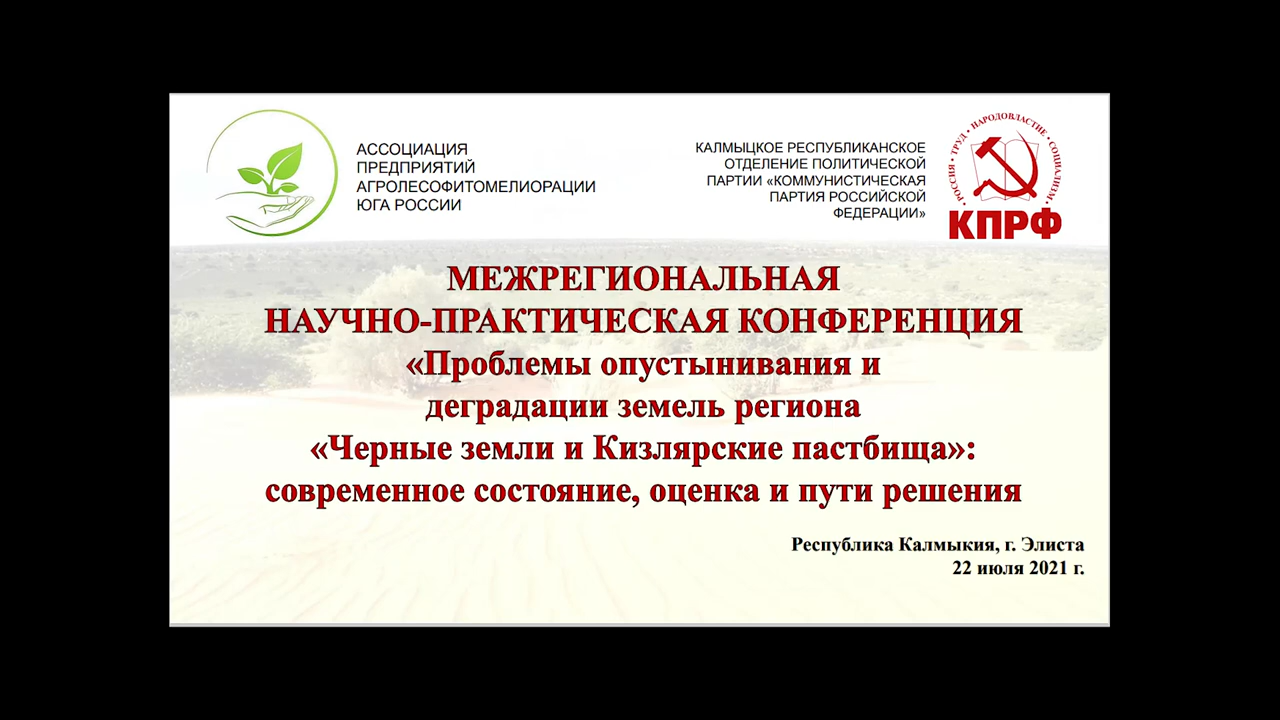 АССОЦИАЦИЯ
ПРЕДПРИЯТИЙ
АГРОЛЕСОФИТОМЕЛИОРАЦИИ
ЮГА РОССИИ
КАЛМЫЦКОЕ РЕСПУБЛИКАНСКОЕ
ОТДЕЛЕНИЕ ПОЛИТИЧЕСКОЙ
ПАРТИИ «КОММУНИСТИЧЕСКАЯ
ПАРТИЯ РОССИЙСКОЙ
ФЕДЕРАЦИИ»
РОССИЯ • ТРУД • НАРОДОВЛАСТИЕ • СОЦИАЛИЗМ •
КПРФ
МЕЖРЕГИОНАЛЬНАЯ
НАУЧНО-ПРАКТИЧЕСКАЯ КОНФЕРЕНЦИЯ
«Проблемы опустынивания и
деградации земель региона
«Черные земли и Кизлярские пастбища»:
современное состояние, оценка и пути решения
Республика Калмыкия, г. Элиста
22 июля 2021 г.